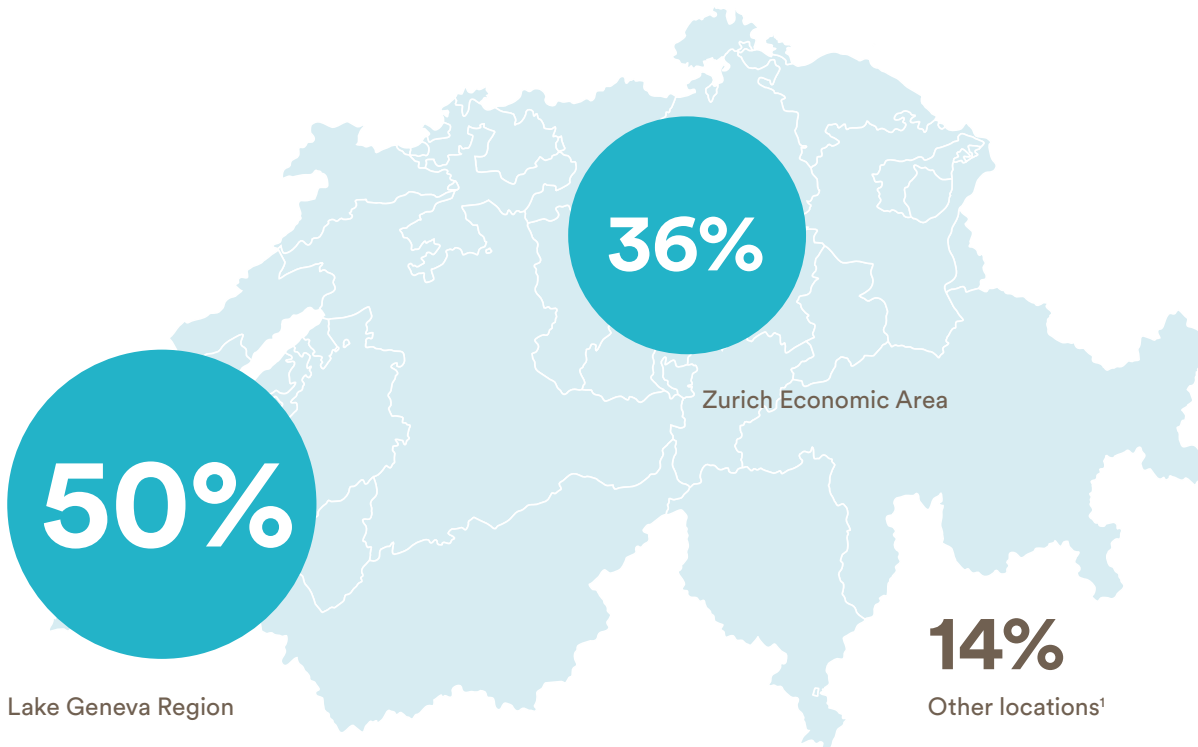 36%
Zurich Economic Area
50%
Lake Geneva Region
14%
Other locations¹